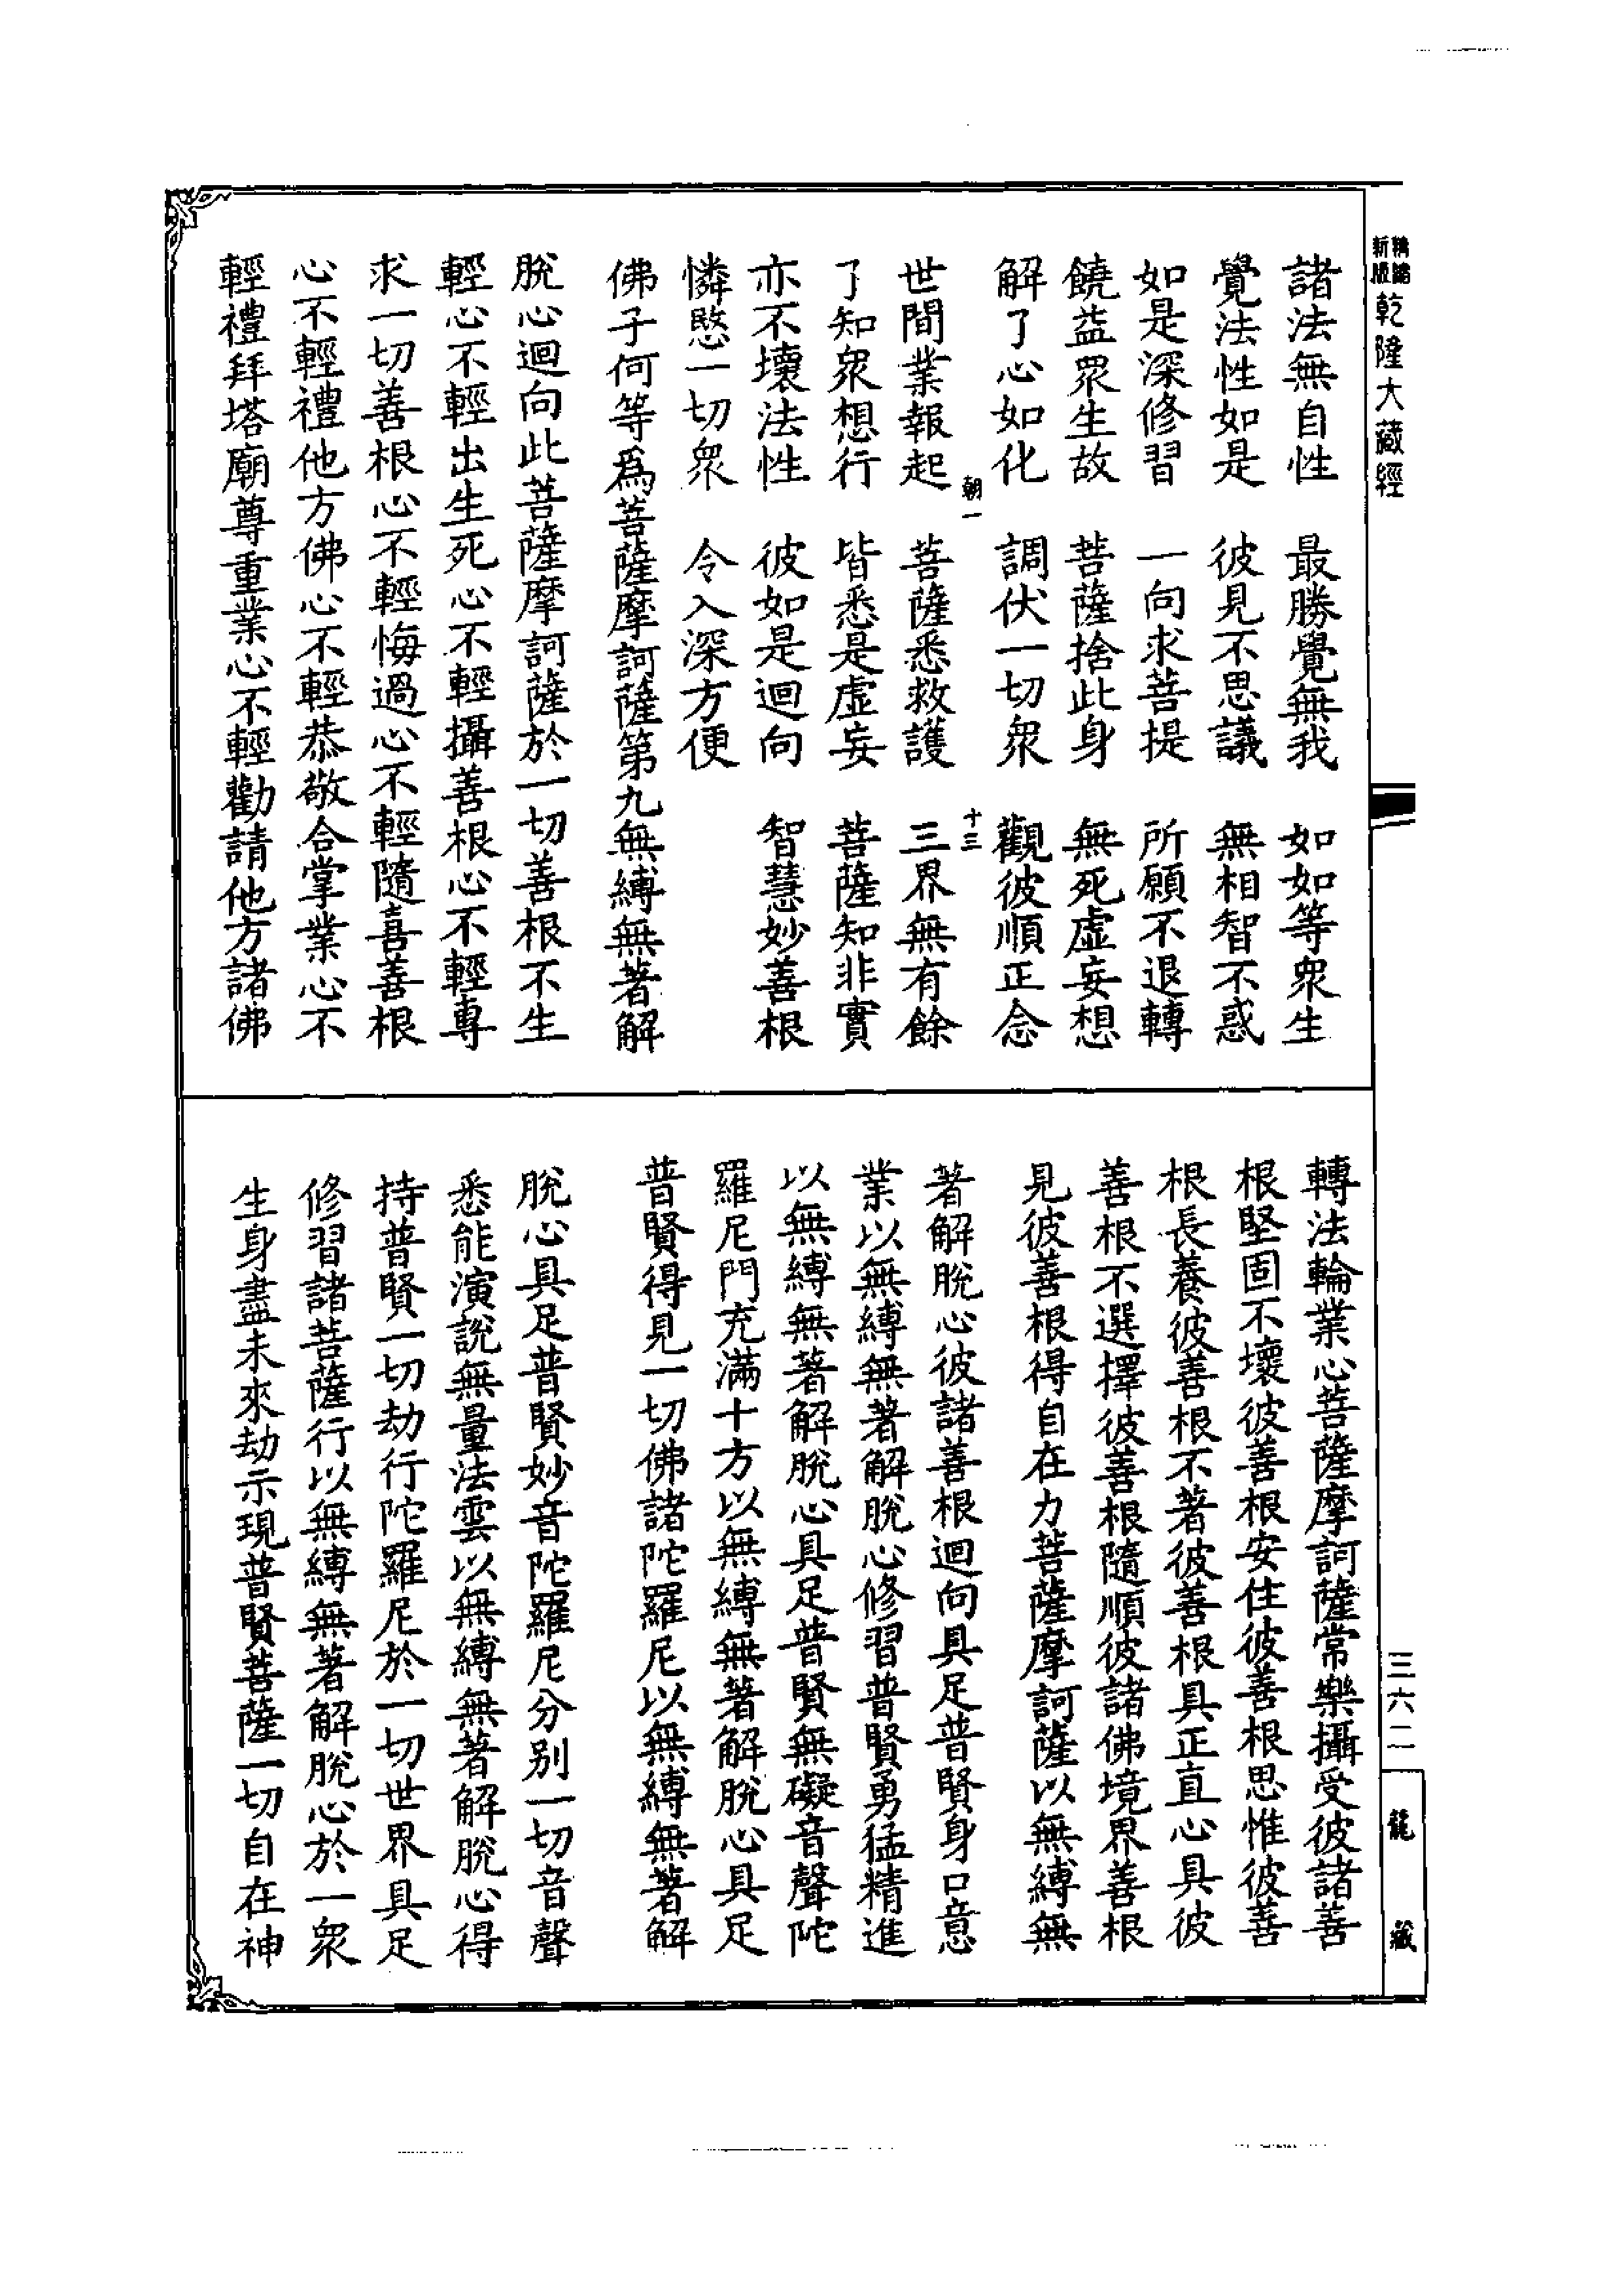 新版 精縮 乾隆大藏經
諸法無自性 最勝覺無我 如如等衆生
覺法性如是 彼見不思議 無相智不惑
如是深修習 一向求菩提 所願不退轉
饒益眾生故 菩薩捨此身 無死虛妄想
解了心如化 調伏一切衆 觀彼順正念
朝一 十三
世間業報起 菩薩悉救護 三界無有餘
了知衆想行 皆悉是虛妄 菩薩知非實
亦不壞法性 彼如是迴向 智慧妙善根
憐愍一切衆 令入深方便
佛子何等爲菩薩摩訶薩第九無縛無著解
脫心迴向此菩薩摩訶薩於一切善根不生
輕心不輕出生死心不輕攝善根心不輕專
求一切善根心不輕悔過心不輕隨喜善根
心不輕禮他方佛心不輕恭敬合掌業心不
輕禮拜塔廟尊重業心不輕勸請他方諸佛
轉法輪業心菩薩摩訶薩常樂攝受彼諸善
根堅固不壞彼善根安住彼善根思惟彼善
根長養彼善根不著彼善根具正直心具彼
善根不選擇彼善根隨順彼諸佛境界善根
見彼善根得自在力菩薩摩訶薩以無縛無
著解脫心彼諸善根迴向具足普賢身口意
業以無縛無著解脫心修習普賢勇猛精進
以無縛無著解脫心具足普賢無礙音聲陀
羅尼門充滿十方以無縛無著解脫心具足
普賢得見一切佛諸陀羅尼以無縛無著解
脫心具足普賢妙音陀羅尼分別一切音聲
悉能演說無量法雲以無縛無著解脫心得
持普賢一切劫行陀羅尼於一切世界具足
修習諸菩薩行以無縛無著解脫心於一眾
生身盡未來劫示現普賢菩薩一切自在神
三六二
龍藏